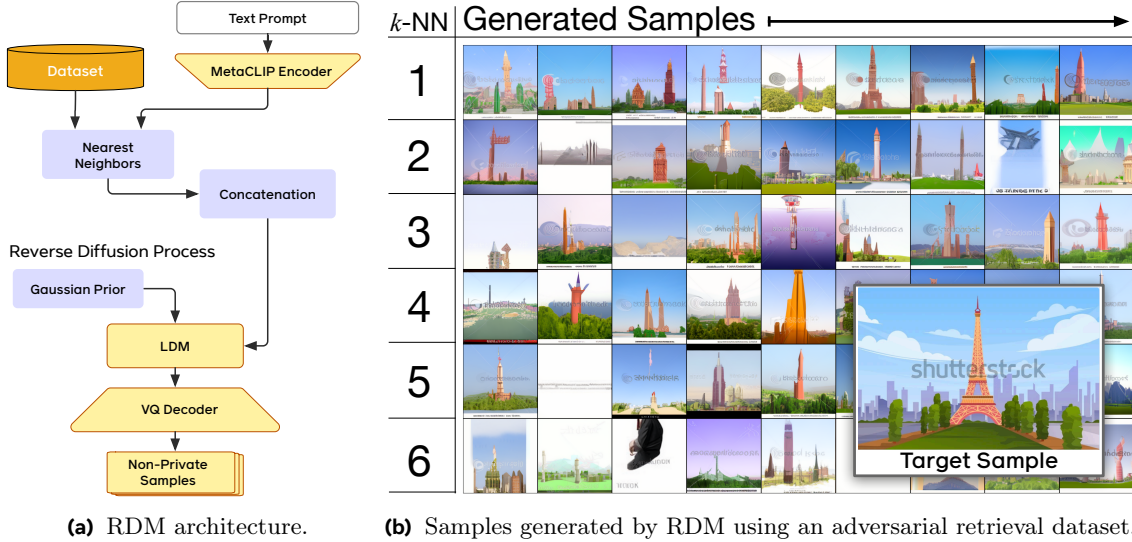 Text Prompt
MetaCLIP Encoder
Dataset
Nearest
Neighbors
Concatenation
Reverse Diffusion Process
Gaussian Prior
LDM
VQ Decoder
Non-Private
Samples
(a) RDM architecture.
k-NN Generated Samples
1
2
3
4
5
6
shutterstock
Target Sample
(b) Samples generated by RDM using an adversarial retrieval dataset.